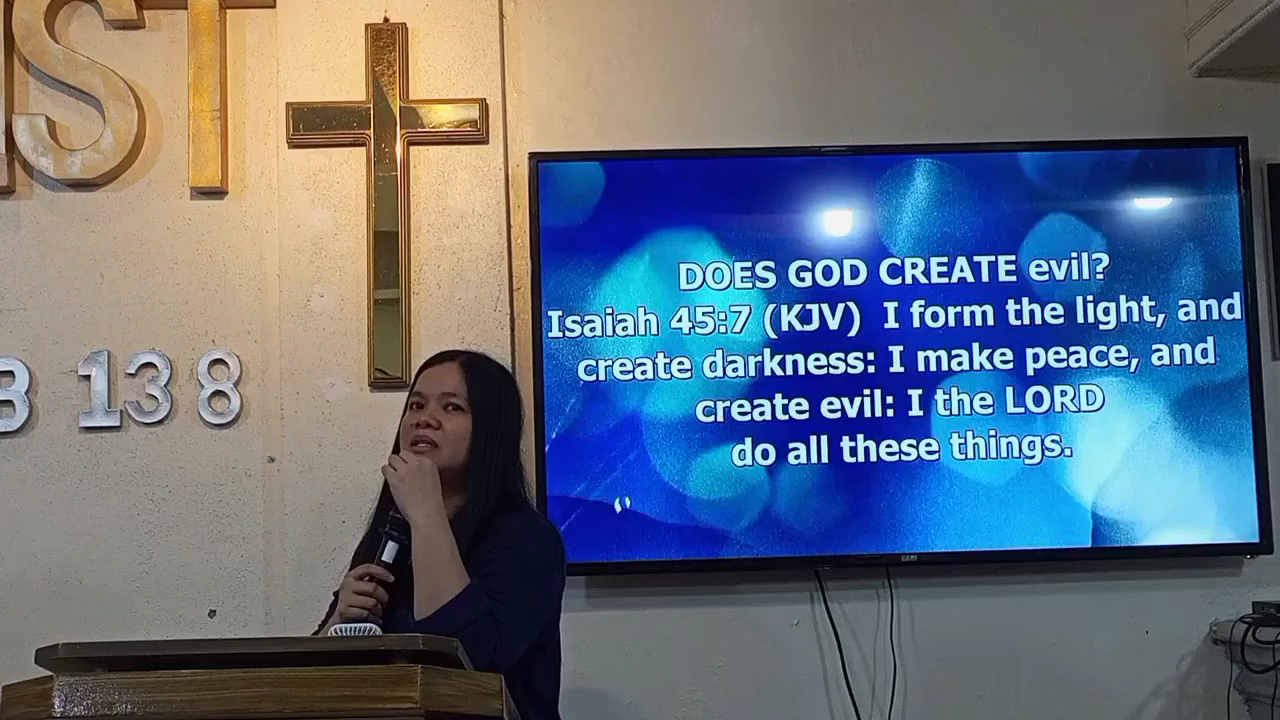 IST
B 138
DOES GOD CREATE evil?
Isaiah 45:7 (KJV) I form the light, and
create darkness: I make peace, and
create evil: I the LORD
do all these things.